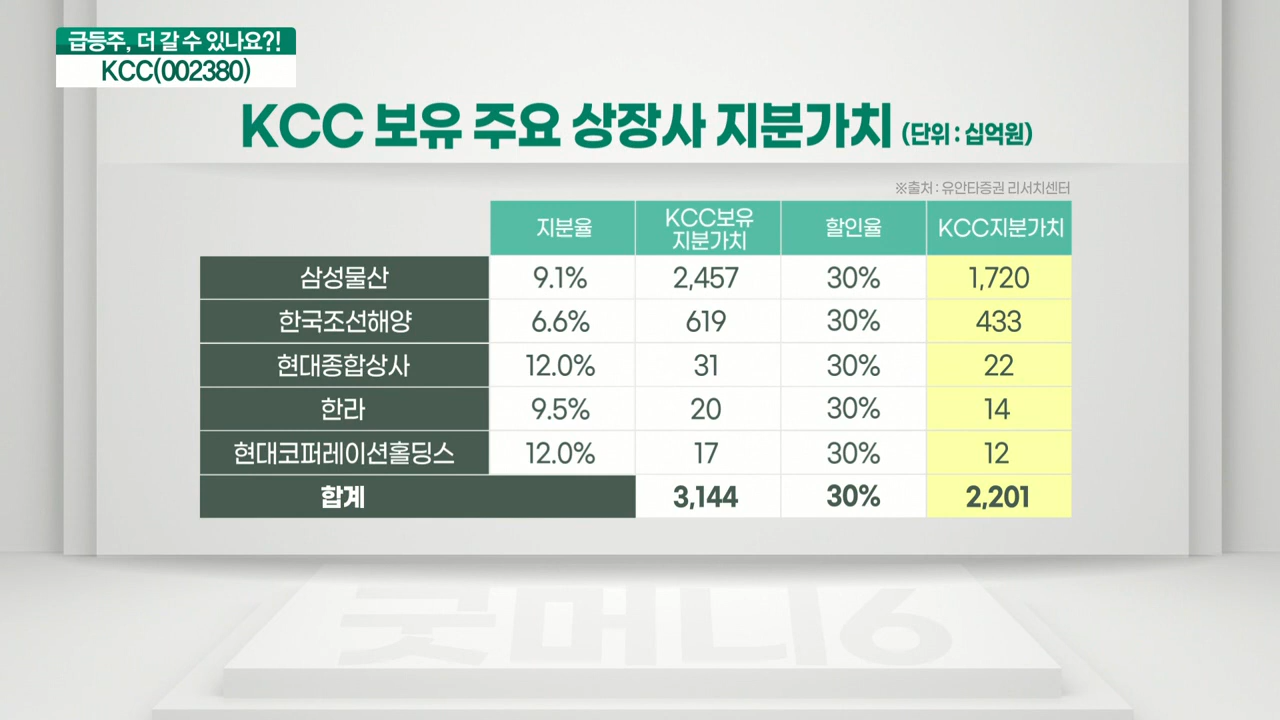 급등주, 더 갈 수 있나요?!
KCC(002380)
KCC 보유 주요 상장사 지분가치 (단위 : 십억원)
※출처 : 유안타증권 리서치센터
지분율 KCC보유 지분가치 할인율 KCC지분가치
삼성물산 9.1% 2,457 30% 1,720
한국조선해양 6.6% 619 30% 433
현대종합상사 12.0% 31 30% 22
한라 9.5% 20 30% 14
현대코퍼레이션홀딩스 12.0% 17 30% 12
합계 3,144 30% 2,201
굿머니6